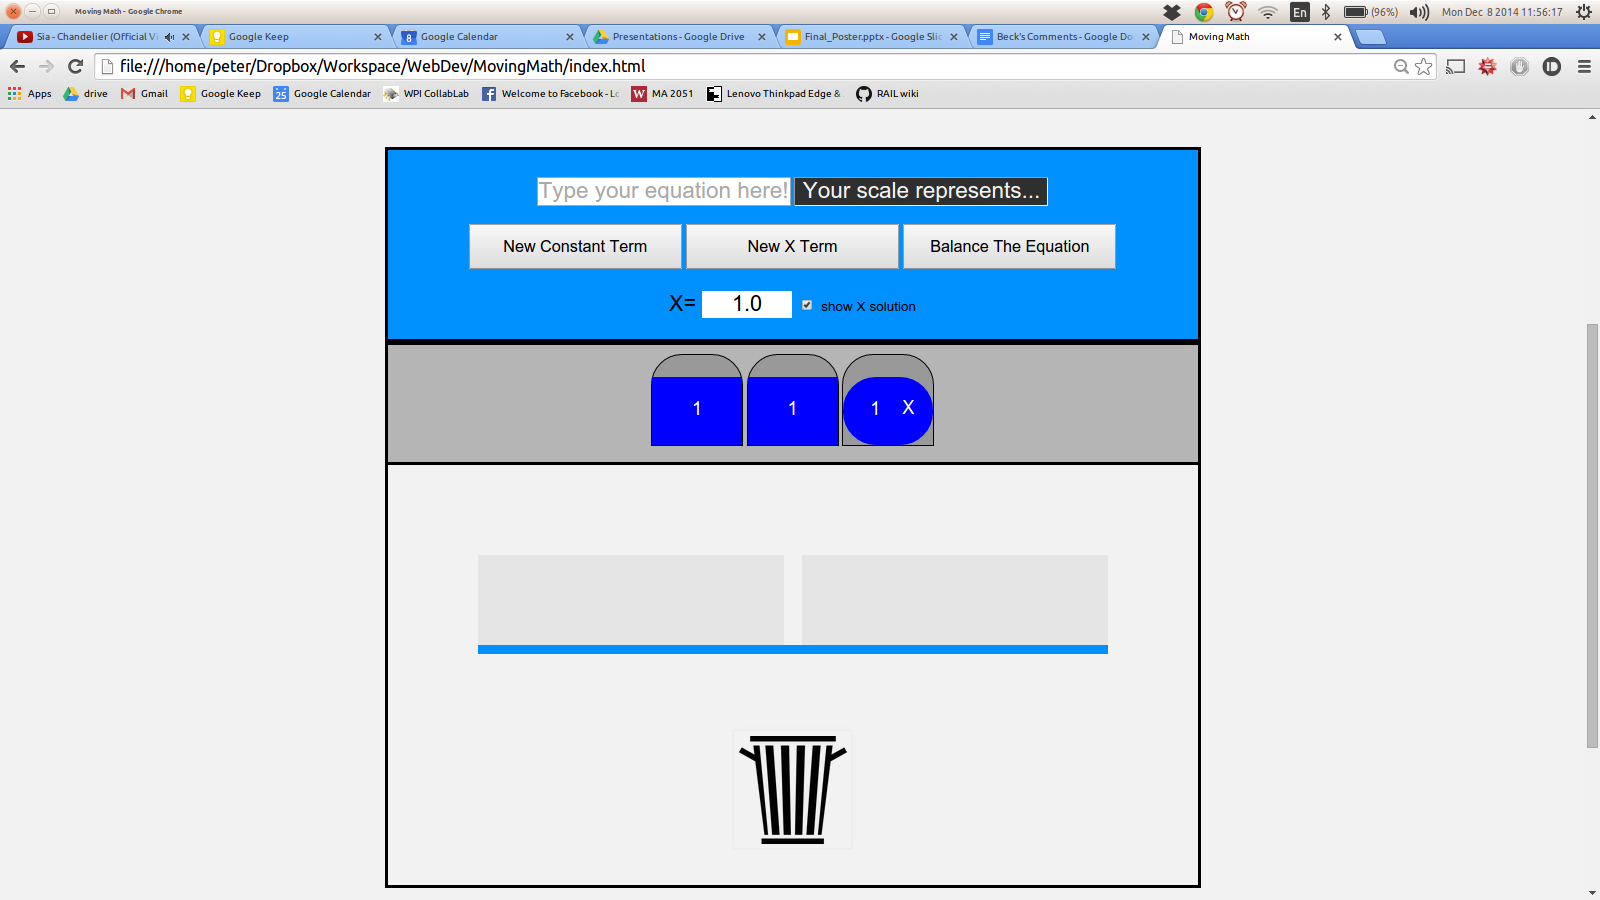 Moving Math - Google Chrome
En
(96%)
Mon Dec 8 2014 11:56:17
Sia - Chandelier (Official Vi
Google Keep
8
Google Calendar
Presentations - Google Drive
Final_Poster.pptx - Google Slid
Beck's Comments - Google Do
Moving Math
file:///home/peter/Dropbox/Workspace/WebDev/MovingMath/index.html
Apps
drive
Gmail
Google Keep
25
Google Calendar
WPI CollabLab
Welcome to Facebook - Lo
W
MA 2051
Lenovo Thinkpad Edge &
RAIL wiki
Type your equation here!
Your scale represents...
New Constant Term
New X Term
Balance The Equation
X= 1.0
show X solution
1
1
1 X